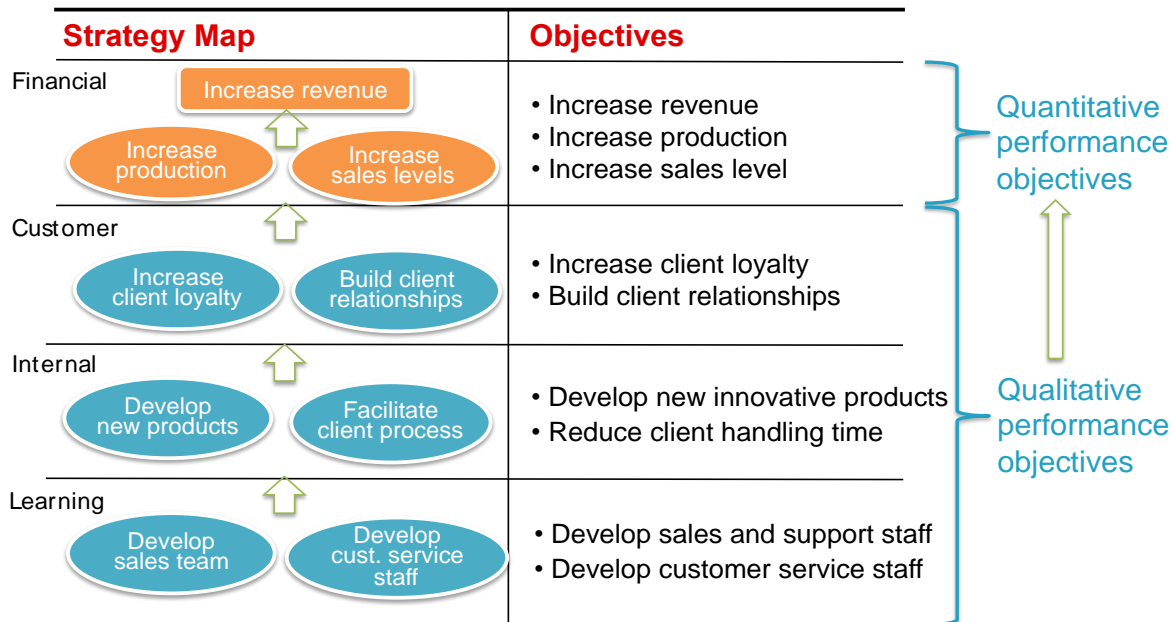 Strategy Map
Objectives
Financial
Increase revenue
Increase
production
Increase
sales levels
• Increase revenue
• Increase production
• Increase sales level
Quantitative
performance
objectives
Customer
Increase
client loyalty
Build client
relationships
• Increase client loyalty
• Build client relationships
Internal
Develop
new products
Facilitate
client process
• Develop new innovative products
• Reduce client handling time
Qualitative
performance
objectives
Learning
Develop
sales team
Develop
cust. service
staff
• Develop sales and support staff
• Develop customer service staff